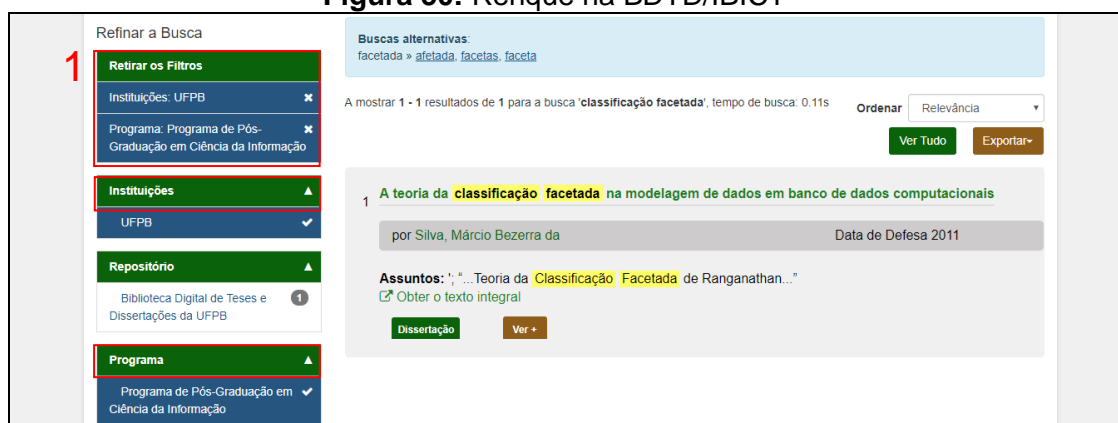 Refinar a Busca
1
Retirar os Filtros
Instituições: UFPB ✖
Programa: Programa de Pós- ✖
Graduação em Ciência da Informação
Instituições ▲
UFPB ✔
Repositório ▲
Biblioteca Digital de Teses e 1
Dissertações da UFPB
Programa ▲
Programa de Pós-Graduação em ✔
Ciência da Informação
Buscas alternativas:
facetada » afetada, facetas, faceta
A mostrar 1 - 1 resultados de 1 para a busca 'classificação facetada', tempo de busca: 0.11s
Ordenar Relevância
Ver Tudo Exportar
1 A teoria da classificação facetada na modelagem de dados em banco de dados computacionais
por Silva, Márcio Bezerra da Data de Defesa 2011
Assuntos: '; “...Teoria da Classificação Facetada de Ranganathan...”
Obter o texto integral
Dissertação Ver +